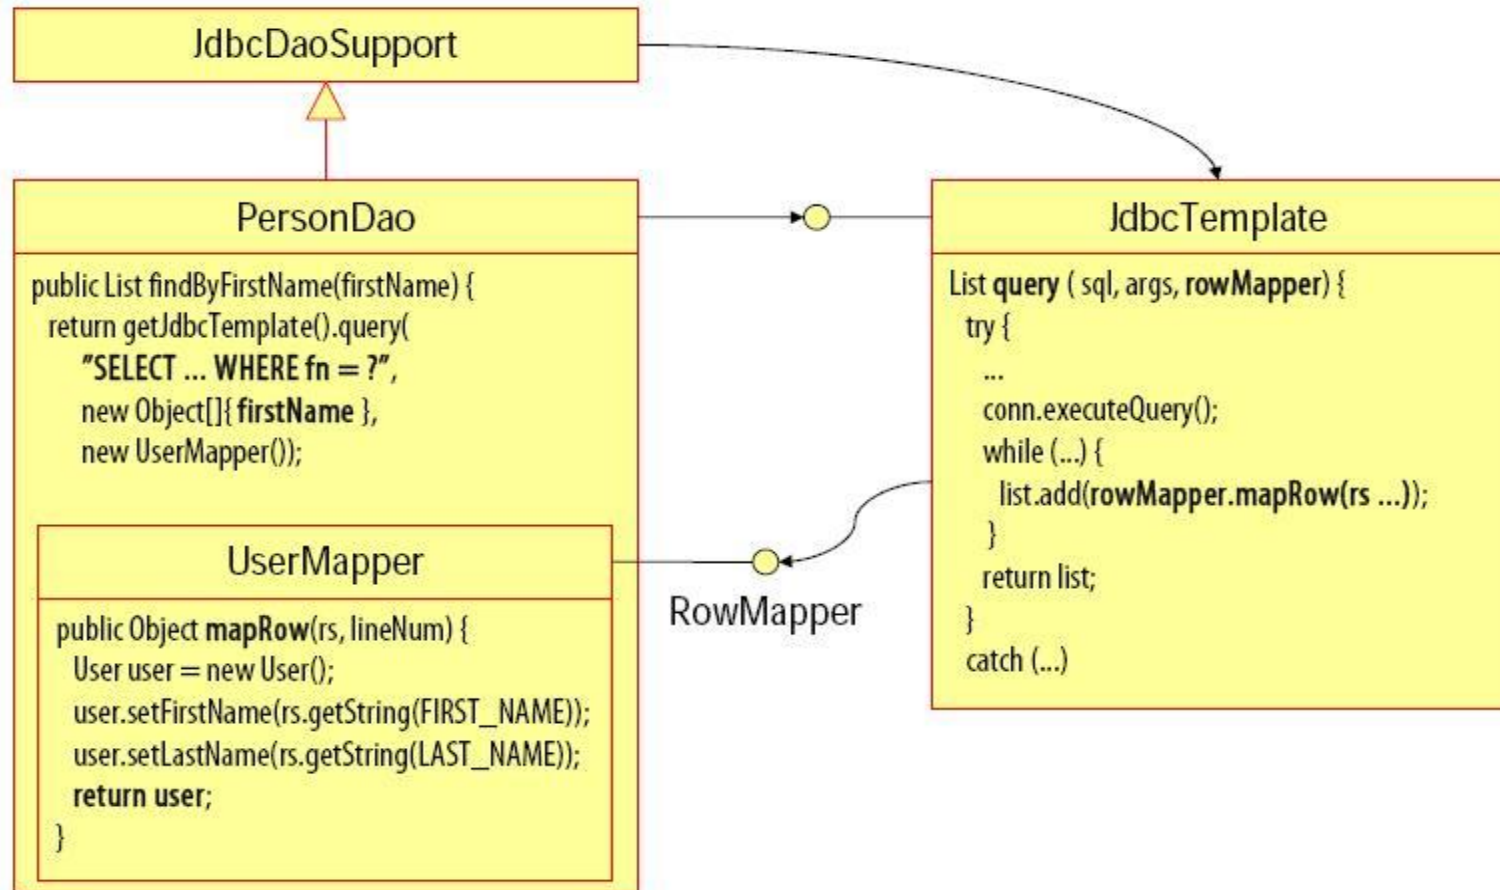 JdbcDaoSupport
PersonDao
public List findByFirstName(firstName) {
return getJdbcTemplate().query(
"SELECT ... WHERE fn = ?",
new Object[]{ firstName },
new UserMapper());
UserMapper
public Object mapRow(rs, lineNum) {
User user = new User();
user.setFirstName(rs.getString(FIRST_NAME));
user.setLastName(rs.getString(LAST_NAME));
return user;
}
RowMapper
JdbcTemplate
List query ( sql, args, rowMapper) {
try {
...
conn.executeQuery();
while (...) {
list.add(rowMapper.mapRow(rs ...));
}
return list;
}
catch (...)